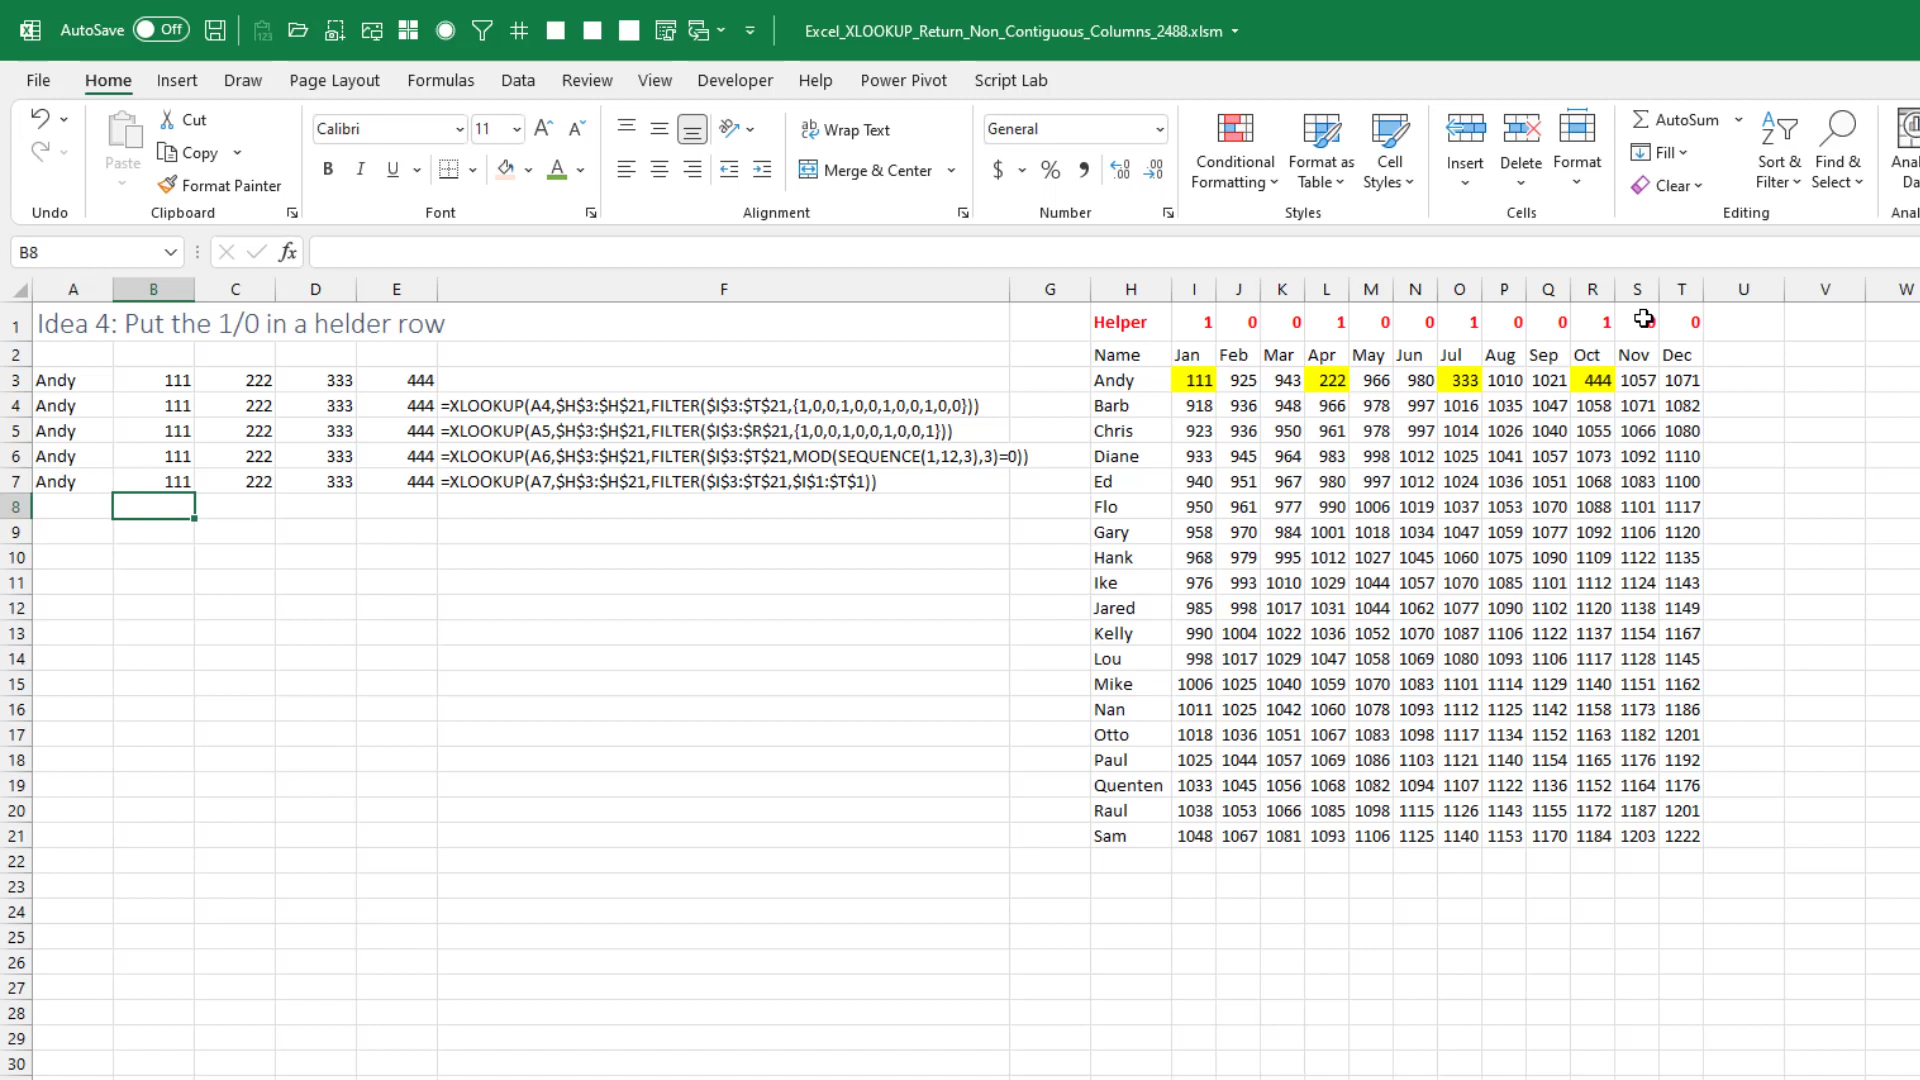 AutoSave Off Excel_XLOOKUP_Return_Non_Contiguous_Columns_2488.xlsm
File Home Insert Draw Page Layout Formulas Data Review View Developer Help Power Pivot Script Lab
Paste Cut Calibri 11 Wrap Text General Conditional Formatting Format as Table Cell Styles Insert Delete Format AutoSum Sort & Filter Find & Select
Copy B I U Merge & Center $ % Fill
Format Painter Clear
Undo Clipboard Font Alignment Number Styles Cells Editing
B8 fx
A B C D E F G H I J K L M N O P Q R S T U V W
1 Idea 4: Put the 1/0 in a helder row Helper 1 0 0 1 0 0 1 0 0 1 0
2 Name Jan Feb Mar Apr May Jun Jul Aug Sep Oct Nov Dec
3 Andy 111 222 333 444 Andy 111 925 943 222 966 980 333 1010 1021 444 1057 1071
4 Andy 111 222 333 444 =XLOOKUP(A4,$H$3:$H$21,FILTER($I$3:$T$21,{1,0,0,1,0,0,1,0,0,1,0,0})) Barb 918 936 948 966 978 997 1016 1035 1047 1058 1071 1082
5 Andy 111 222 333 444 =XLOOKUP(A5,$H$3:$H$21,FILTER($I$3:$R$21,{1,0,0,1,0,0,1,0,0,1})) Chris 923 936 950 961 978 997 1014 1026 1040 1055 1066 1080
6 Andy 111 222 333 444 =XLOOKUP(A6,$H$3:$H$21,FILTER($I$3:$T$21,MOD(SEQUENCE(1,12,3),3)=0)) Diane 933 945 964 983 998 1012 1025 1041 1057 1073 1092 1110
7 Andy 111 222 333 444 =XLOOKUP(A7,$H$3:$H$21,FILTER($I$3:$T$21,$I$1:$T$1)) Ed 940 951 967 980 997 1012 1024 1036 1051 1068 1083 1100
8 Flo 950 961 977 990 1006 1019 1037 1053 1070 1088 1101 1117
9 Gary 958 970 984 1001 1018 1034 1047 1059 1077 1092 1106 1120
10 Hank 968 979 995 1012 1027 1045 1060 1075 1090 1109 1122 1135
11 Ike 976 993 1010 1029 1044 1057 1070 1085 1101 1112 1124 1143
12 Jared 985 998 1017 1031 1044 1062 1077 1090 1102 1120 1138 1149
13 Kelly 990 1004 1022 1036 1052 1070 1087 1106 1122 1137 1154 1167
14 Lou 998 1017 1029 1047 1058 1069 1080 1093 1106 1117 1128 1145
15 Mike 1006 1025 1040 1059 1070 1083 1101 1114 1129 1140 1151 1162
16 Nan 1011 1025 1042 1060 1078 1093 1112 1125 1142 1158 1173 1186
17 Otto 1018 1036 1051 1067 1083 1098 1117 1134 1152 1163 1182 1201
18 Paul 1025 1044 1057 1069 1086 1103 1121 1140 1154 1165 1176 1192
19 Quenten 1033 1045 1056 1068 1082 1094 1107 1122 1136 1152 1164 1176
20 Raul 1038 1053 1066 1085 1098 1115 1126 1143 1155 1172 1187 1201
21 Sam 1048 1067 1081 1093 1106 1125 1140 1153 1170 1184 1203 1222
22
23
24
25
26
27
28
29
30